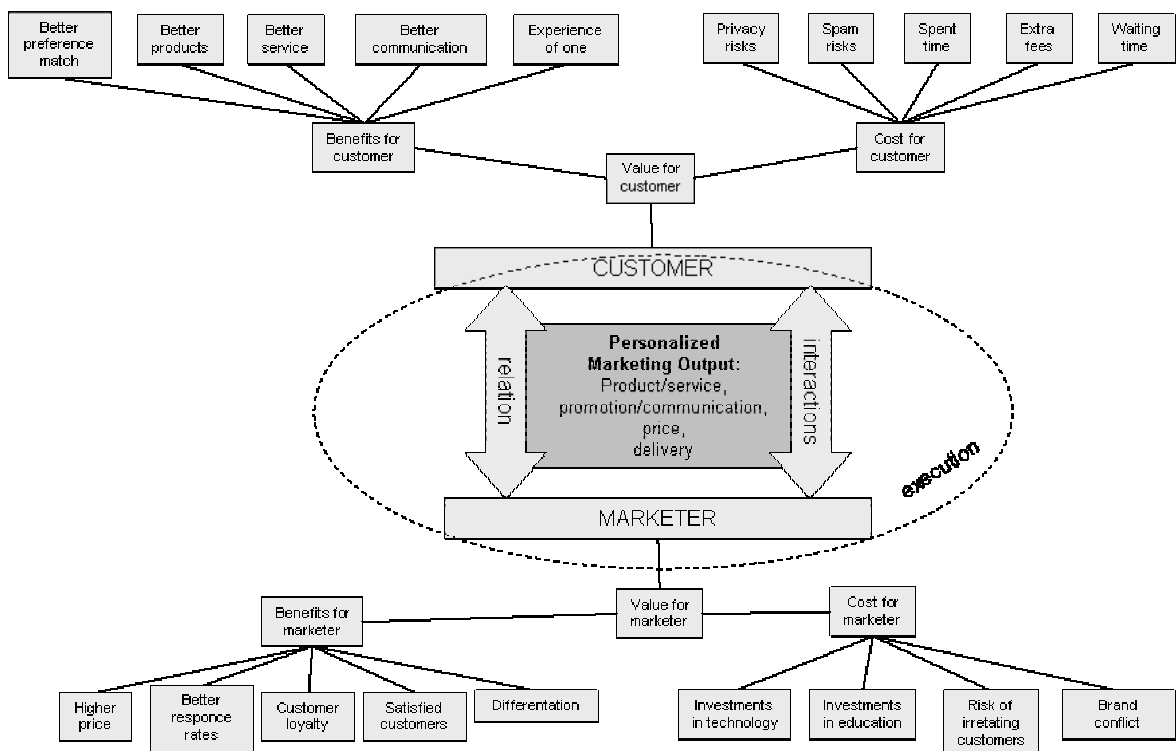 Better
preference
match
Better
products
Better
service
Better
communication
Experience
of one
Privacy
risks
Spam
risks
Spent
time
Extra
fees
Waiting
time
Benefits for
customer
Cost for
customer
Value for
customer
CUSTOMER
relation
Personalized
Marketing Output:
Product/service,
promotion/communication,
price,
delivery
interactions
execution
MARKETER
Benefits for
marketer
Value for
marketer
Cost for
marketer
Higher
price
Better
responce
rates
Customer
loyalty
Satisfied
customers
Differentation
Investments
in technology
Investments
in education
Risk of
irretating
customers
Brand
conflict